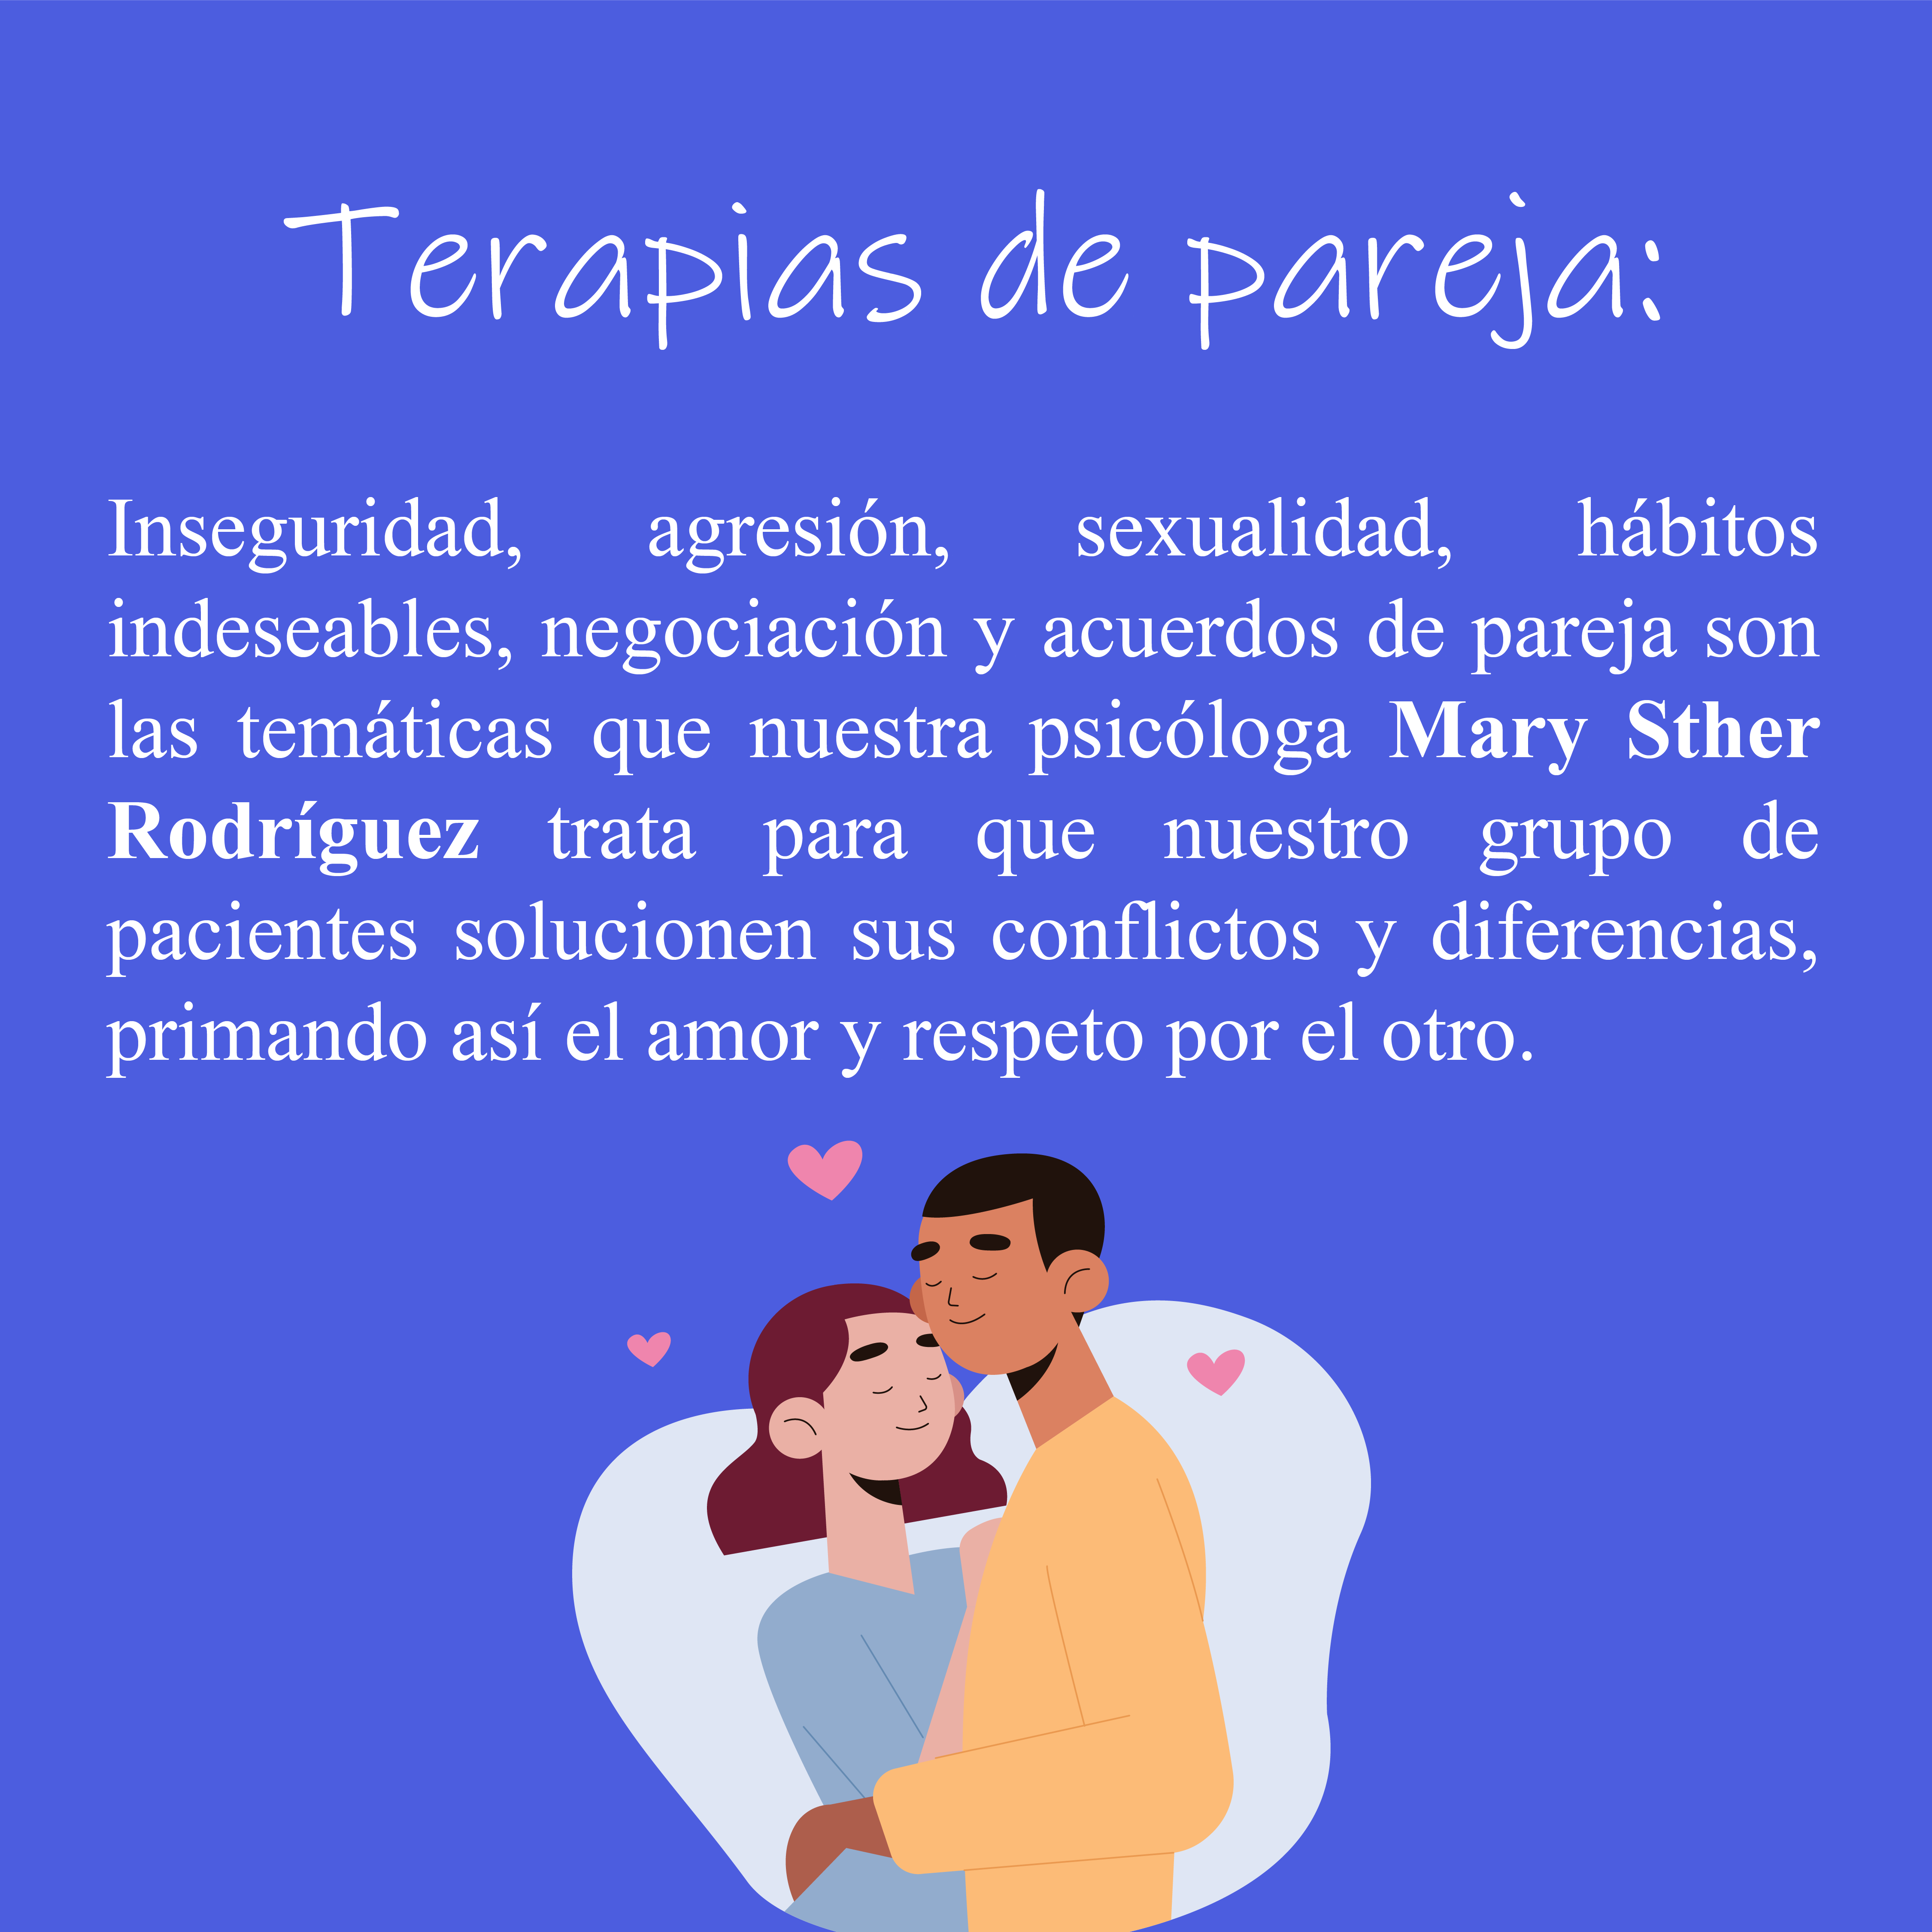 Terapias de pareja:
Inseguridad, agresión, sexualidad, hábitos
indeseables, negociación y acuerdos de pareja son
las temáticas que nuestra psicóloga Mary Sther
Rodríguez trata para que nuestro grupo de
pacientes solucionen sus conflictos y diferencias,
primando así el amor y respeto por el otro.